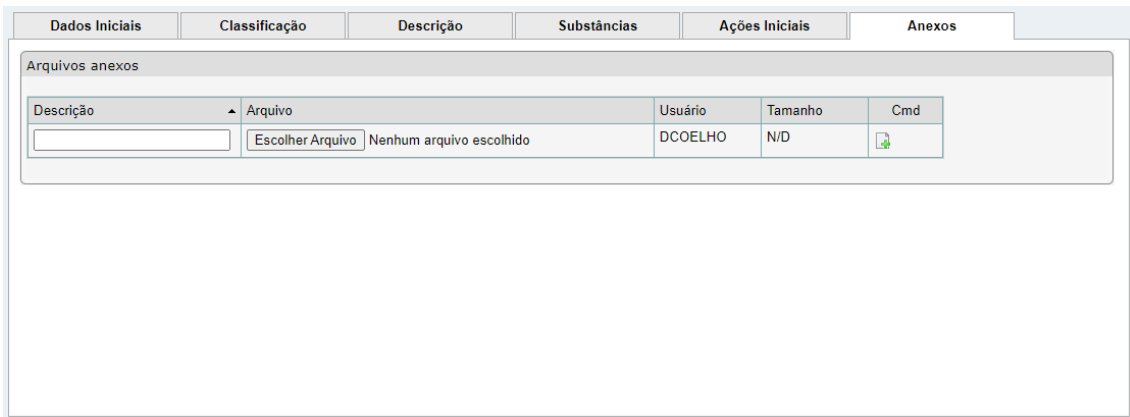 Dados Iniciais Classificação Descrição Substâncias Ações Iniciais Anexos
Arquivos anexos
Descrição Arquivo Usuário Tamanho Cmd
Escolher Arquivo Nenhum arquivo escolhido DCOELHO N/D